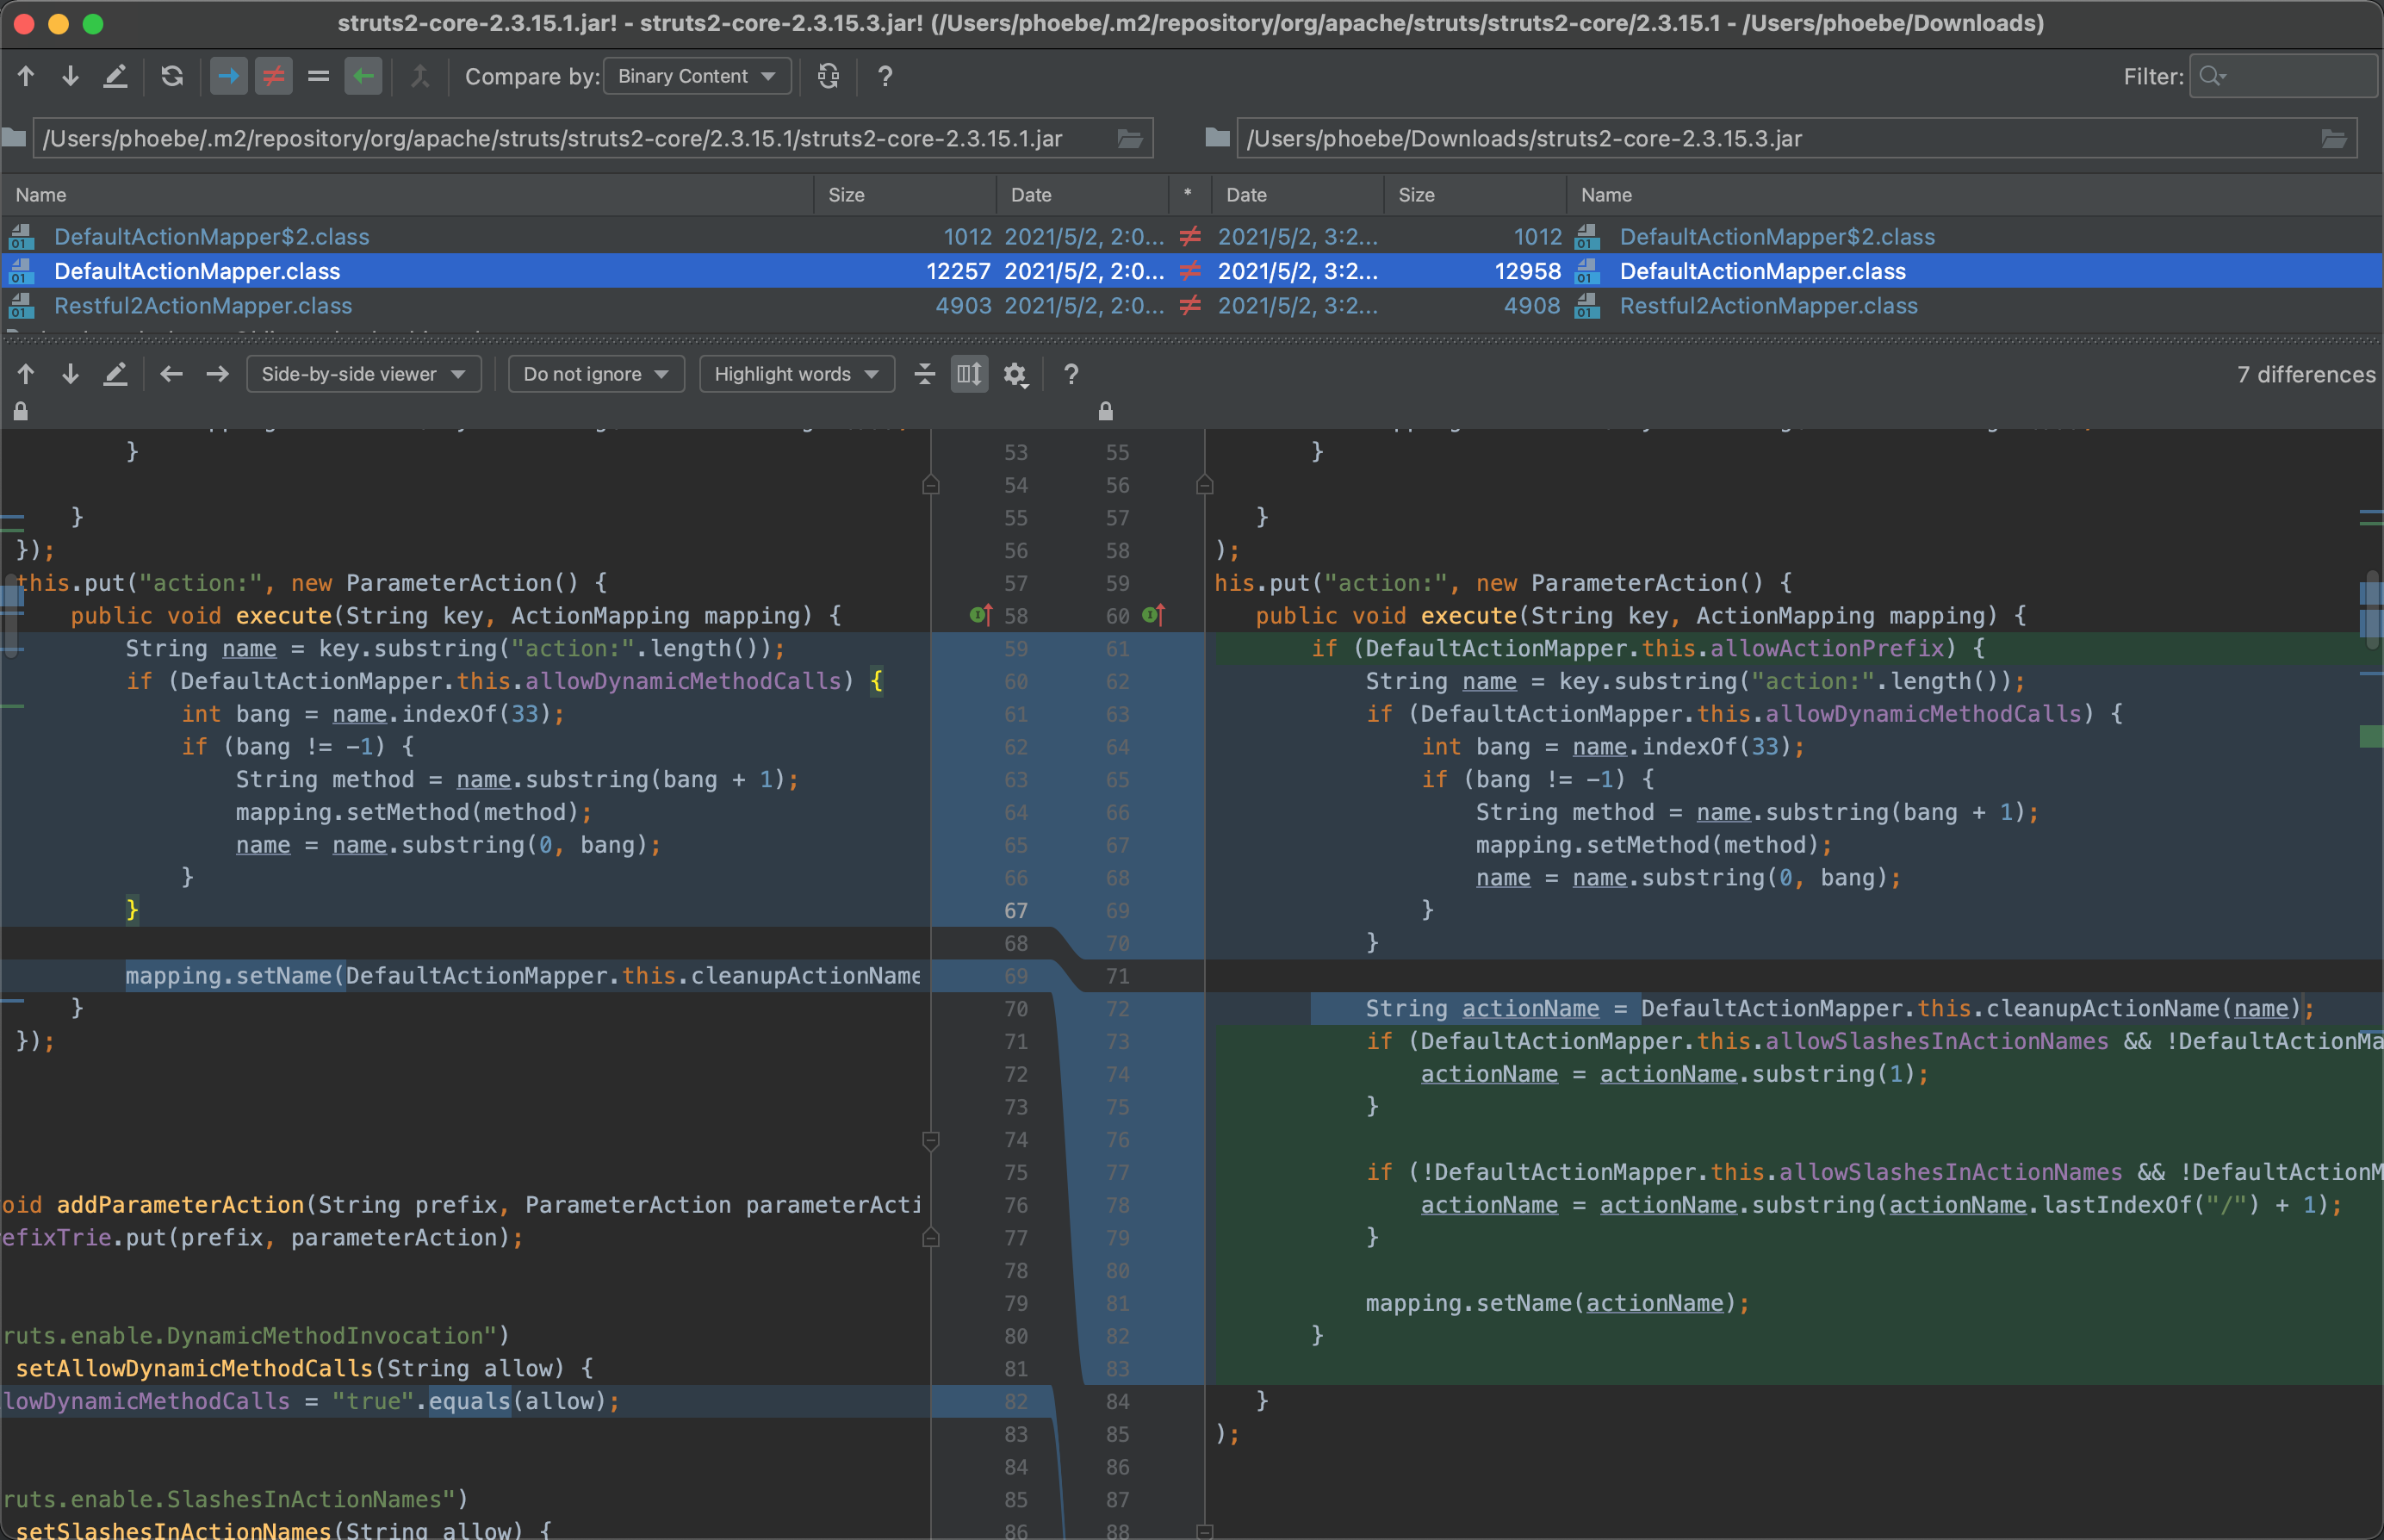 struts2-core-2.3.15.1.jar! - struts2-core-2.3.15.3.jar! (/Users/phoebe/.m2/repository/org/apache/struts/struts2-core/2.3.15.1 - /Users/phoebe/Downloads)
Compare by: Binary Content ? Filter:
/Users/phoebe/.m2/repository/org/apache/struts/struts2-core/2.3.15.1/struts2-core-2.3.15.1.jar
/Users/phoebe/Downloads/struts2-core-2.3.15.3.jar
Name Size Date * Date Size Name
DefaultActionMapper$2.class 1012 2021/5/2, 2:0... ≠ 2021/5/2, 3:2... 1012 DefaultActionMapper$2.class
DefaultActionMapper.class 12257 2021/5/2, 2:0... ≠ 2021/5/2, 3:2... 12958 DefaultActionMapper.class
Restful2ActionMapper.class 4903 2021/5/2, 2:0... ≠ 2021/5/2, 3:2... 4908 Restful2ActionMapper.class
Side-by-side viewer Do not ignore Highlight words ? 7 differences
} 53
54
} 55
}); 56
this.put("action:", new ParameterAction() { 57
public void execute(String key, ActionMapping mapping) { 58
String name = key.substring("action:".length()); 59
if (DefaultActionMapper.this.allowDynamicMethodCalls) { 60
int bang = name.indexOf(33); 61
if (bang != -1) { 62
String method = name.substring(bang + 1); 63
mapping.setMethod(method); 64
name = name.substring(0, bang); 65
} 66
} 67
68
mapping.setName(DefaultActionMapper.this.cleanupActionName 69
} 70
}); 71
72
73
74
75
oid addParameterAction(String prefix, ParameterAction parameterActi 76
efixTrie.put(prefix, parameterAction); 77
78
79
ruts.enable.DynamicMethodInvocation") 80
setAllowDynamicMethodCalls(String allow) { 81
lowDynamicMethodCalls = "true".equals(allow); 82
83
84
ruts.enable.SlashesInActionNames") 85
setSlashesInActionNames(String allow) { 86
55 }
56
57 }
58 );
59 his.put("action:", new ParameterAction() {
60 public void execute(String key, ActionMapping mapping) {
61 if (DefaultActionMapper.this.allowActionPrefix) {
62 String name = key.substring("action:".length());
63 if (DefaultActionMapper.this.allowDynamicMethodCalls) {
64 int bang = name.indexOf(33);
65 if (bang != -1) {
66 String method = name.substring(bang + 1);
67 mapping.setMethod(method);
68 name = name.substring(0, bang);
69 }
70 }
71
72 String actionName = DefaultActionMapper.this.cleanupActionName(name);
73 if (DefaultActionMapper.this.allowSlashesInActionNames && !DefaultActionMa
74 actionName = actionName.substring(1);
75 }
76
77 if (!DefaultActionMapper.this.allowSlashesInActionNames && !DefaultActionM
78 actionName = actionName.substring(actionName.lastIndexOf("/") + 1);
79 }
80
81 mapping.setName(actionName);
82 }
83
84 }
85 );
86
87
88